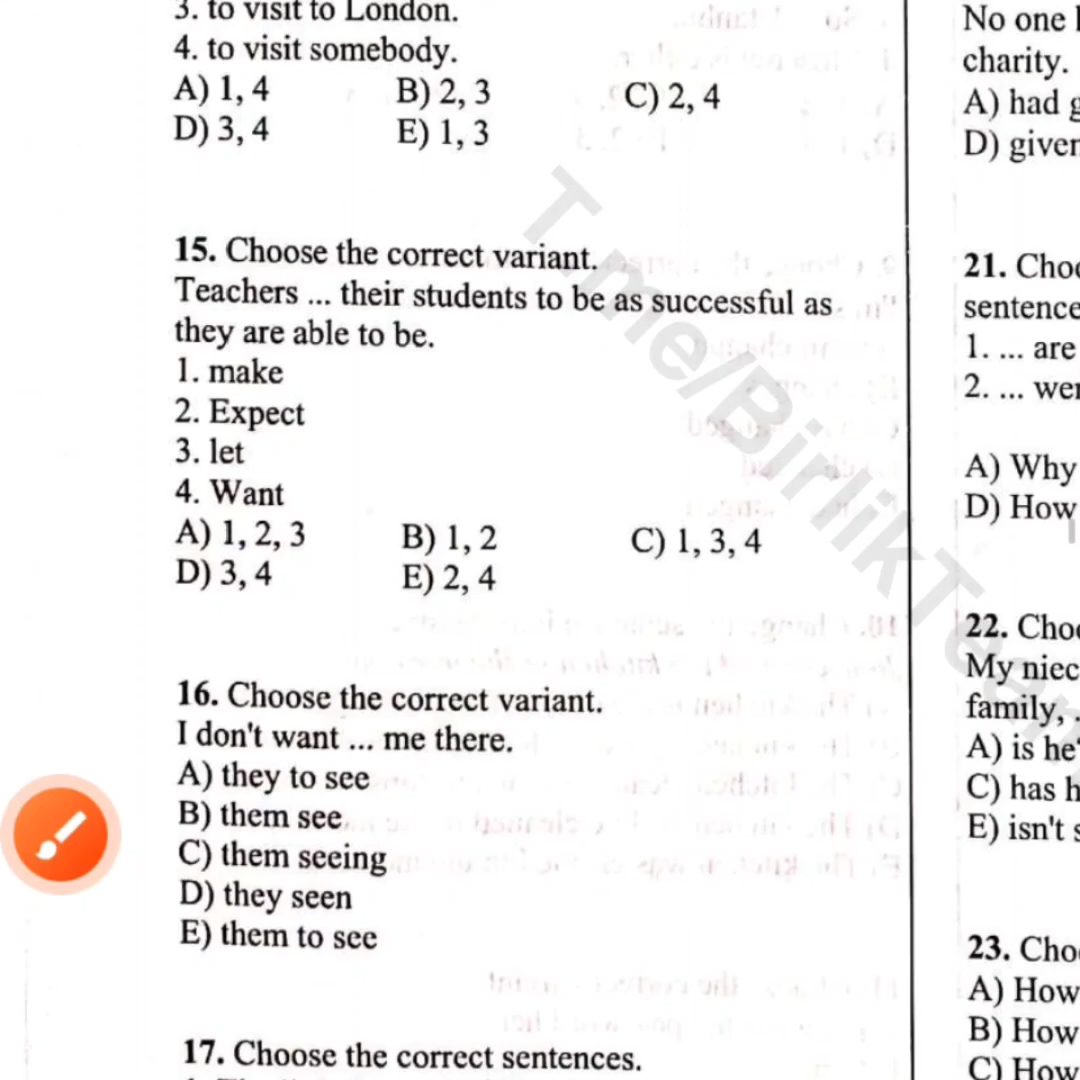 3. to visit to London.
4. to visit somebody.
A) 1, 4 B) 2, 3 C) 2, 4
D) 3, 4 E) 1, 3
15. Choose the correct variant.
Teachers ... their students to be as successful as
they are able to be.
1. make
2. Expect
3. let
4. Want
A) 1, 2, 3 B) 1, 2 C) 1, 3, 4
D) 3, 4 E) 2, 4
16. Choose the correct variant.
I don't want ... me there.
A) they to see
B) them see
C) them seeing
D) they seen
E) them to see
17. Choose the correct sentences.
No one
charity.
A) had
D)
21.
sentence
1. ... are
2. ...
A) Why
D) How
22.
My
family,
A) is
C) has
E) isn't
23.
A) How
B) How
C) How
T.me/BirlikTeam